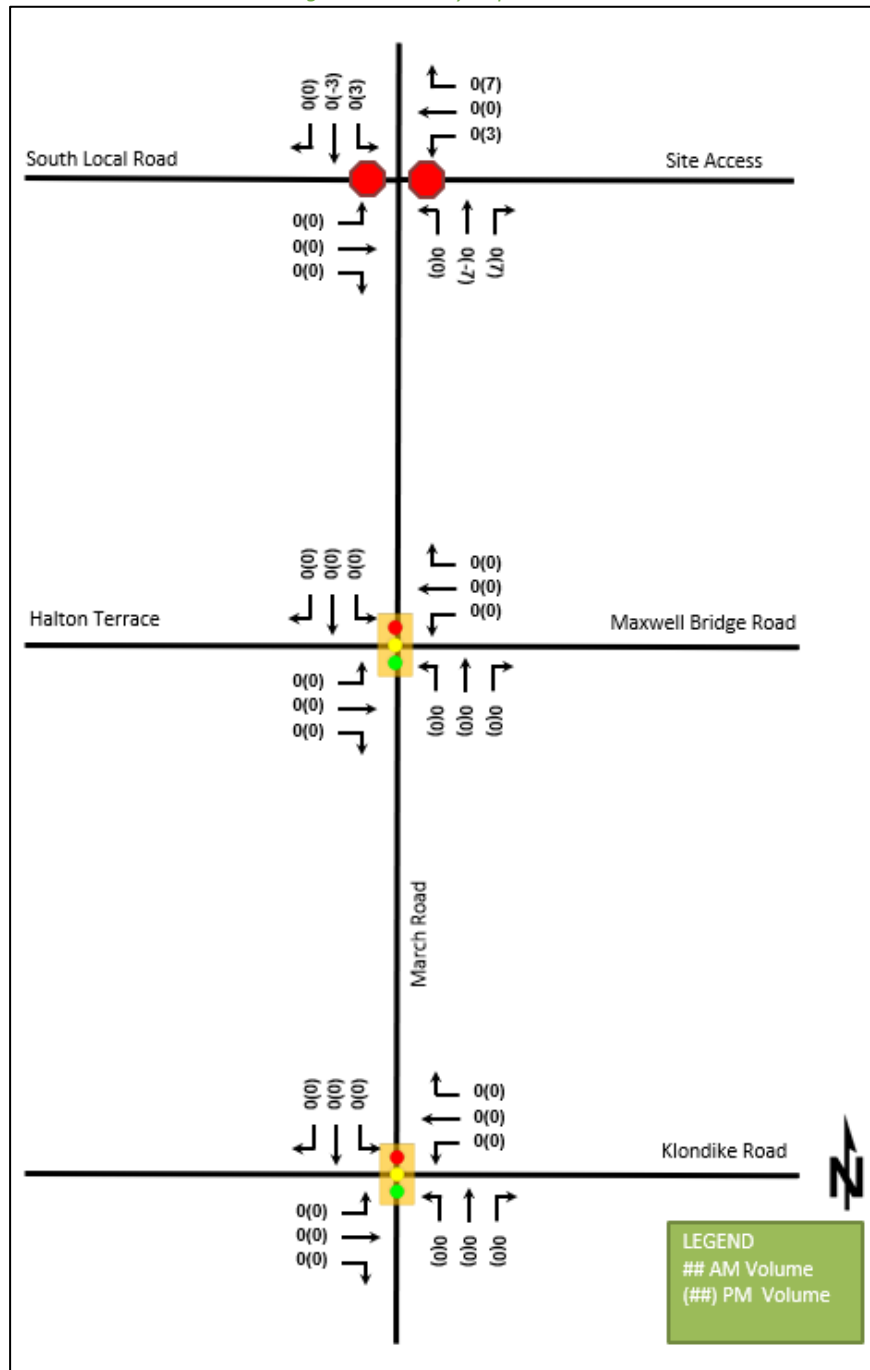 0(0) 0(-3) 0(3)
0(7)
0(0)
0(3)
South Local Road
Site Access
0(0)
0(0)
0(0)
0(0) 0(-7) 0(7)
0(0) 0(0) 0(0)
0(0)
0(0)
0(0)
Halton Terrace
Maxwell Bridge Road
0(0)
0(0)
0(0)
0(0) 0(0) 0(0)
March Road
0(0) 0(0) 0(0)
0(0)
0(0)
0(0)
Klondike Road
N
0(0)
0(0)
0(0)
0(0) 0(0) 0(0)
LEGEND
## AM Volume
(##) PM Volume